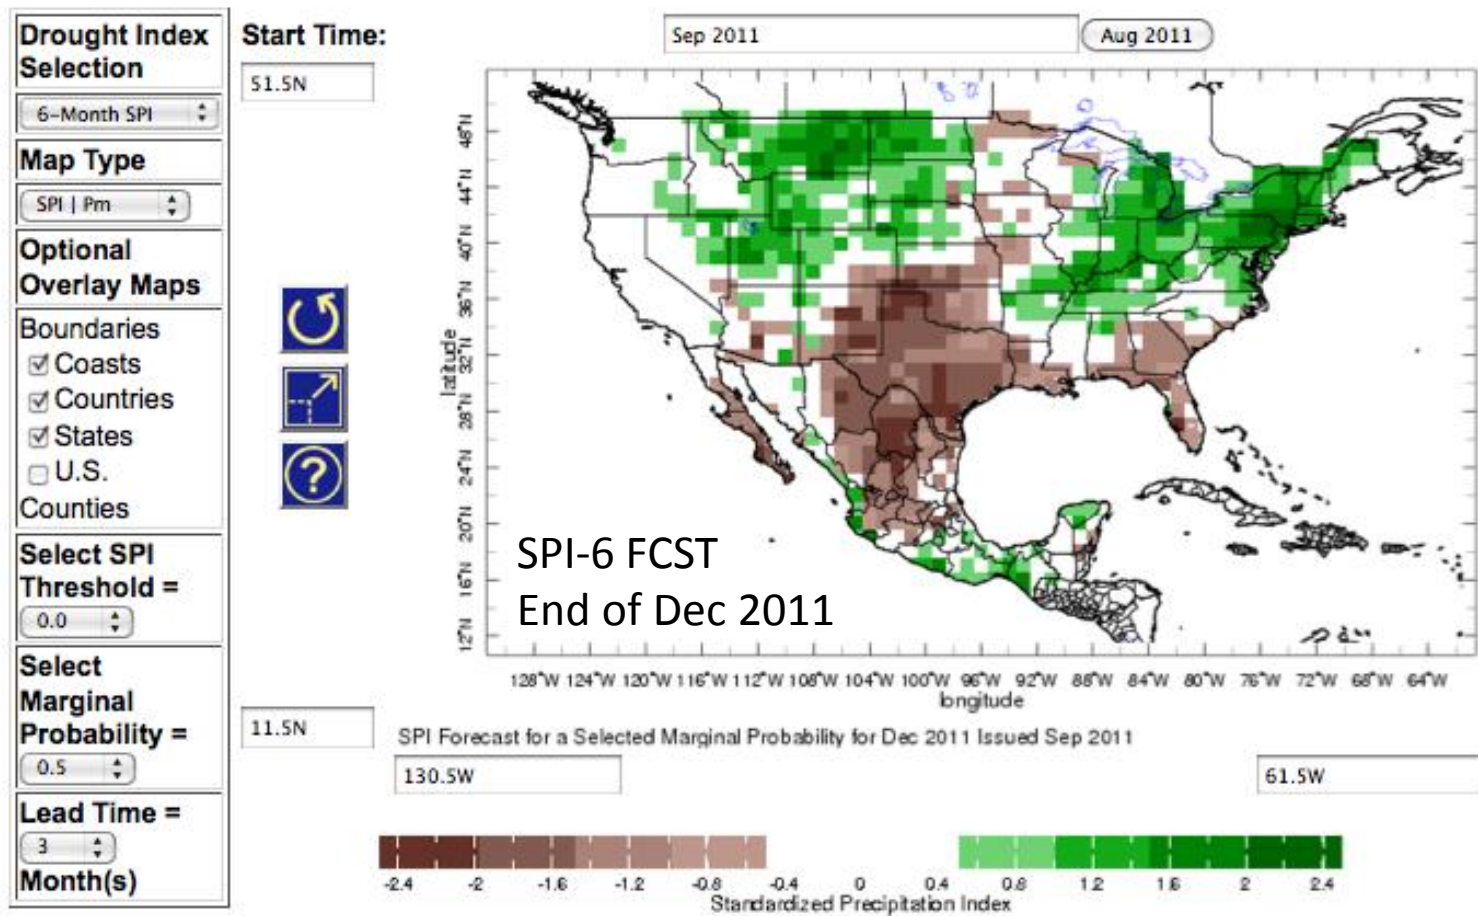 Drought Index
Selection
6-Month SPI
Map Type
SPI | Pm
Optional
Overlay Maps
Boundaries
Coasts
Countries
States
U.S.
Counties
Select SPI
Threshold =
0.0
Select
Marginal
Probability =
0.5
Lead Time =
3
Month(s)
Start Time:
Sep 2011
Aug 2011
51.5N
latitude
48°N
44°N
40°N
36°N
32°N
28°N
24°N
20°N
16°N
12°N
SPI-6 FCST
End of Dec 2011
128°W 124°W 120°W 116°W 112°W 108°W 104°W 100°W 96°W 92°W 88°W 84°W 80°W 76°W 72°W 68°W 64°W
longitude
11.5N
SPI Forecast for a Selected Marginal Probability for Dec 2011 Issued Sep 2011
130.5W
61.5W
-2.4 -2 -1.6 -1.2 -0.8 -0.4 0 0.4 0.8 1.2 1.6 2 2.4
Standardized Precipitation Index